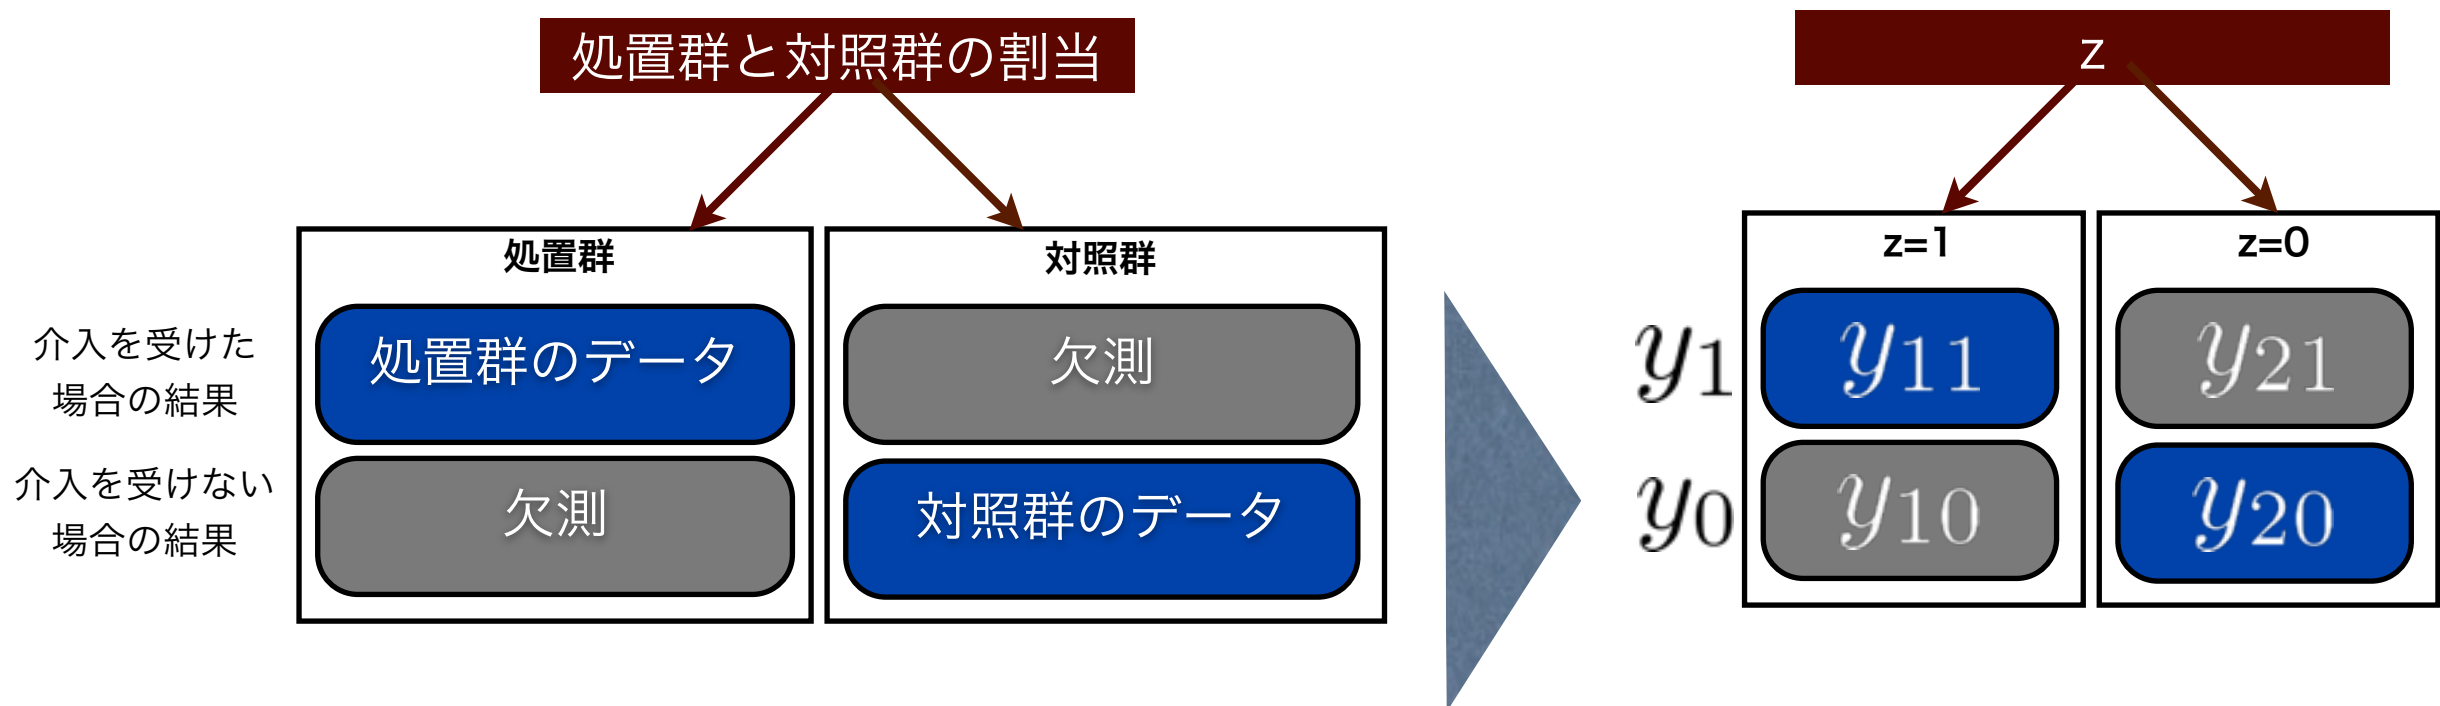 処置群と対照群の割当
処置群
対照群
介入を受けた
場合の結果
処置群のデータ
欠測
介入を受けない
場合の結果
欠測
対照群のデータ
z
z=1
z=0
y₁
y₁₁
y₂₁
y₀
y₁₀
y₂₀